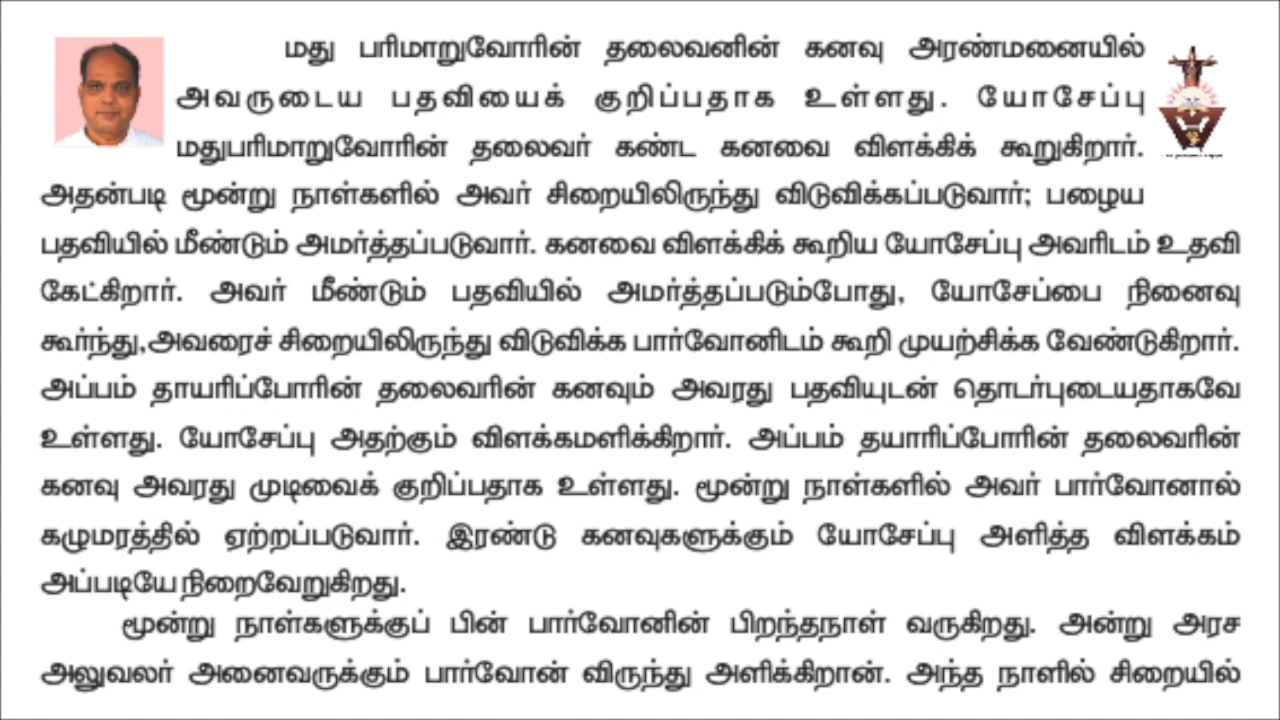 மது பரிமாறுவோரின் தலைவனின் கனவு அரண்மனையில்
அவருடைய பதவியைக் குறிப்பதாக உள்ளது. யோசேப்பு
மதுபரிமாறுவோரின் தலைவர் கண்ட கனவை விளக்கிக் கூறுகிறார்.
அதன்படி மூன்று நாள்களில் அவர் சிறையிலிருந்து விடுவிக்கப்படுவார்; பழைய
பதவியில் மீண்டும் அமர்த்தப்படுவார். கனவை விளக்கிக் கூறிய யோசேப்பு அவரிடம் உதவி
கேட்கிறார். அவர் மீண்டும் பதவியில் அமர்த்தப்படும்போது, யோசேப்பை நினைவு
கூர்ந்து,அவரைச் சிறையிலிருந்து விடுவிக்க பார்வோனிடம் கூறி முயற்சிக்க வேண்டுகிறார்.
அப்பம் தாயரிப்போரின் தலைவரின் கனவும் அவரது பதவியுடன் தொடர்புடையதாகவே
உள்ளது. யோசேப்பு அதற்கும் விளக்கமளிக்கிறார். அப்பம் தயாரிப்போரின் தலைவரின்
கனவு அவரது முடிவைக் குறிப்பதாக உள்ளது. மூன்று நாள்களில் அவர் பார்வோனால்
கழுமரத்தில் ஏற்றப்படுவார். இரண்டு கனவுகளுக்கும் யோசேப்பு அளித்த விளக்கம்
அப்படியே நிறைவேறுகிறது.
மூன்று நாள்களுக்குப் பின் பார்வோனின் பிறந்தநாள் வருகிறது. அன்று அரச
அலுவலர் அனைவருக்கும் பார்வோன் விருந்து அளிக்கிறான். அந்த நாளில் சிறையில்